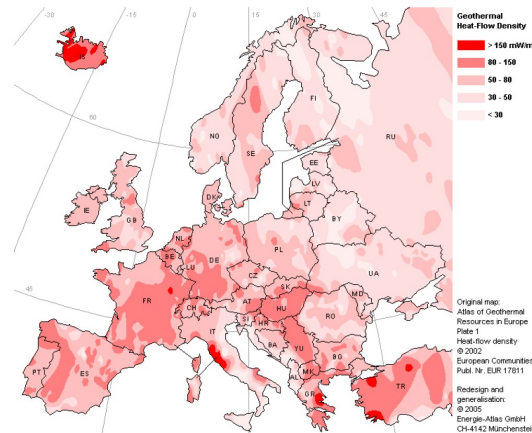 -30
-15
0
15
30
45
Geothermal
Heat-Flow Density
> 150 mW/m
80 - 150
50 - 80
30 - 50
< 30
IS
60
NO
SE
FI
RU
EE
LV
LT
DK
IE
GB
NL
BE
LU
DE
PL
BY
UA
CZ
SK
FR
CH
AT
HU
MD
RO
45
IT
SI
HR
BA
YU
BG
PT
ES
AL
MK
GR
TR
Original map:
Atlas of Geothermal
Resources in Europe
Plate 1
Heat-flow density
© 2002
European Communities
Publ. Nr. EUR 17811
Redesign and
generalisation:
© 2005
Energie-Atlas GmbH
CH-4142 Münchenstein